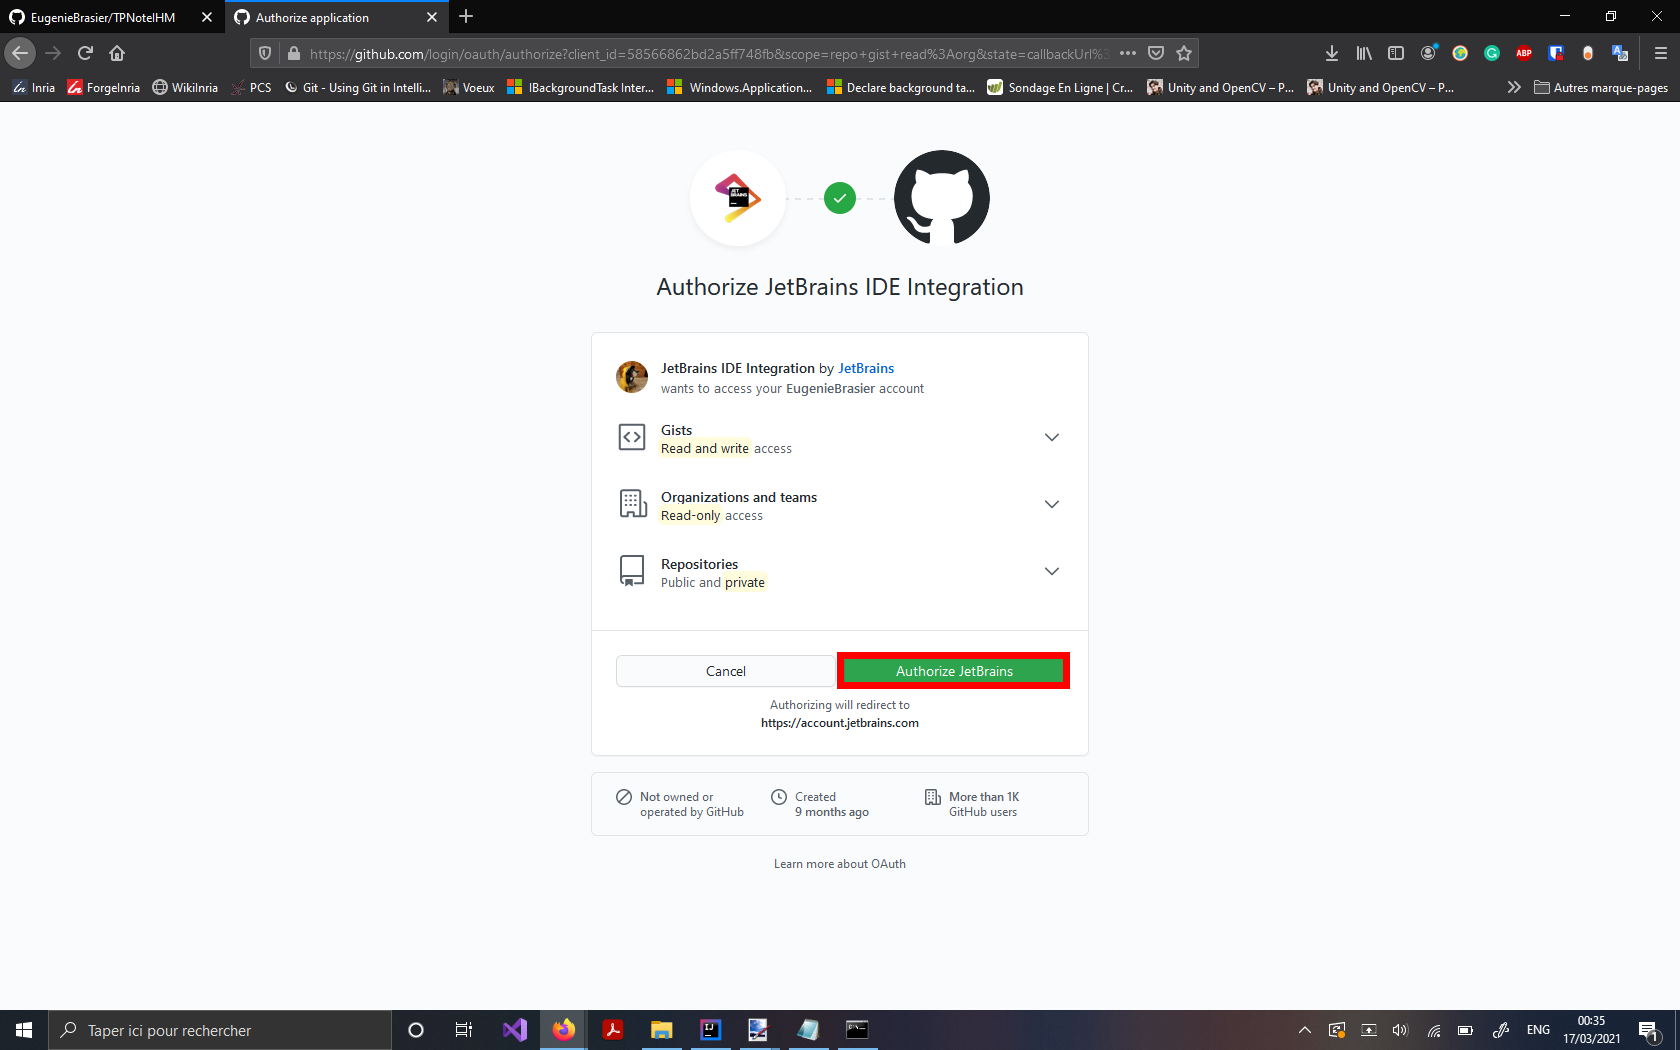 EugenieBrasier/TPNoteIHM
Authorize application
https://github.com/login/oauth/authorize?client_id=58566862bd2a5ff748fb&scope=repo+gist+read%3Aorg&state=callbackUrl%3
ABP
Inria
ForgeInria
WikiInria
PCS
Git - Using Git in Intelli...
Voeux
IBackgroundTask Inter...
Windows.Application...
Declare background ta...
Sondage En Ligne | Cr...
Unity and OpenCV – P...
Unity and OpenCV – P...
Autres marque-pages
JET
BRAINS
Authorize JetBrains IDE Integration
JetBrains IDE Integration by JetBrains
wants to access your EugenieBrasier account
Gists
Read and write access
Organizations and teams
Read-only access
Repositories
Public and private
Cancel
Authorize JetBrains
Authorizing will redirect to
https://account.jetbrains.com
Not owned or
operated by GitHub
Created
9 months ago
More than 1K
GitHub users
Learn more about OAuth
Taper ici pour rechercher
IJ
ENG
00:35
17/03/2021
1